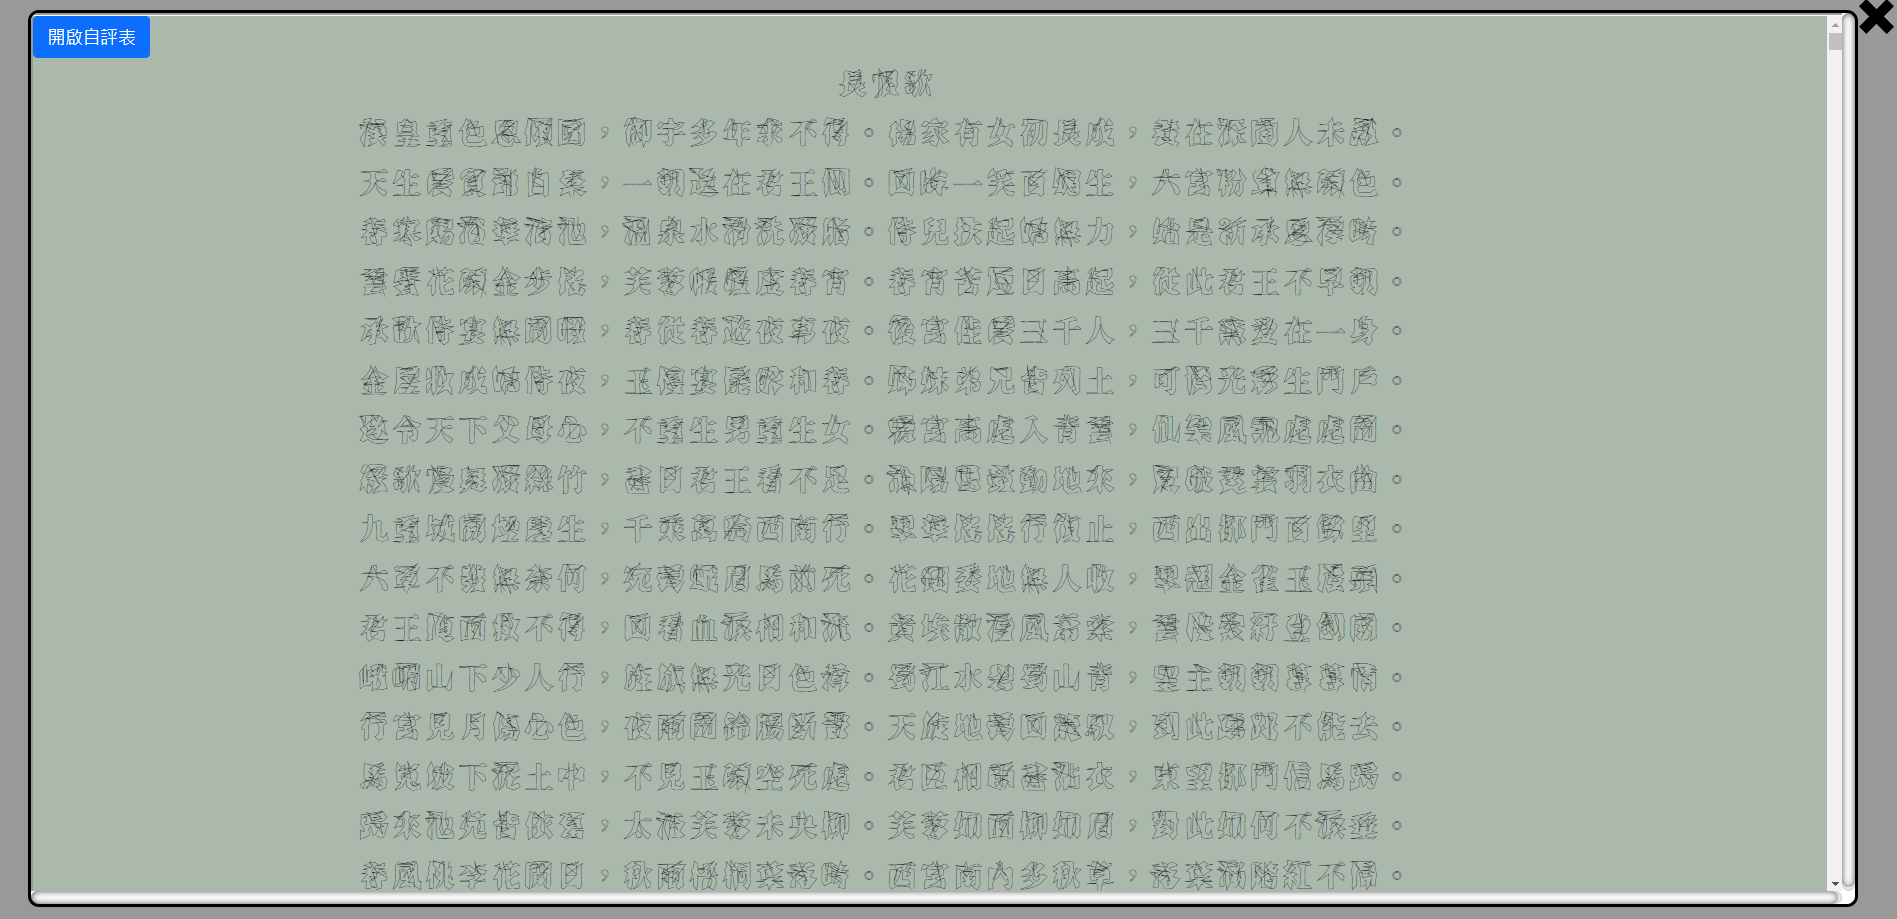 開啟自評表
長恨歌
漢皇重色思傾國，御宇多年求不得。楊家有女初長成，養在深閨人未識。
天生麗質難自棄，一朝選在君王側。回眸一笑百媚生，六宮粉黛無顏色。
春寒賜浴華清池，溫泉水滑洗凝脂。侍兒扶起嬌無力，始是新承恩澤時。
雲鬢花顏金步搖，芙蓉帳暖度春宵。春宵苦短日高起，從此君王不早朝。
承歡侍宴無閒暇，春從春遊夜專夜。後宮佳麗三千人，三千寵愛在一身。
金屋妝成嬌侍夜，玉樓宴罷醉和春。姊妹弟兄皆列土，可憐光彩生門戶。
遂令天下父母心，不重生男重生女。驪宮高處入青雲，仙樂風飄處處聞。
緩歌慢舞凝絲竹，盡日君王看不足。漁陽鼙鼓動地來，驚破霓裳羽衣曲。
九重城闕煙塵生，千乘萬騎西南行。翠華搖搖行復止，西出都門百餘里。
六軍不發無奈何，宛轉蛾眉馬前死。花鈿委地無人收，翠翹金雀玉搔頭。
君王掩面救不得，回看血淚相和流。黃埃散漫風蕭索，雲棧縈紆登劍閣。
峨嵋山下少人行，旌旗無光日色薄。蜀江水碧蜀山青，聖主朝朝暮暮情。
行宮見月傷心色，夜雨聞鈴腸斷聲。天旋地轉回龍馭，到此躊躇不能去。
馬嵬坡下泥土中，不見玉顏空死處。君臣相顧盡沾衣，東望都門信馬歸。
歸來池苑皆依舊，太液芙蓉未央柳。芙蓉如面柳如眉，對此如何不淚垂。
春風桃李花開日，秋雨梧桐葉落時。西宮南內多秋草，落葉滿階紅不掃。